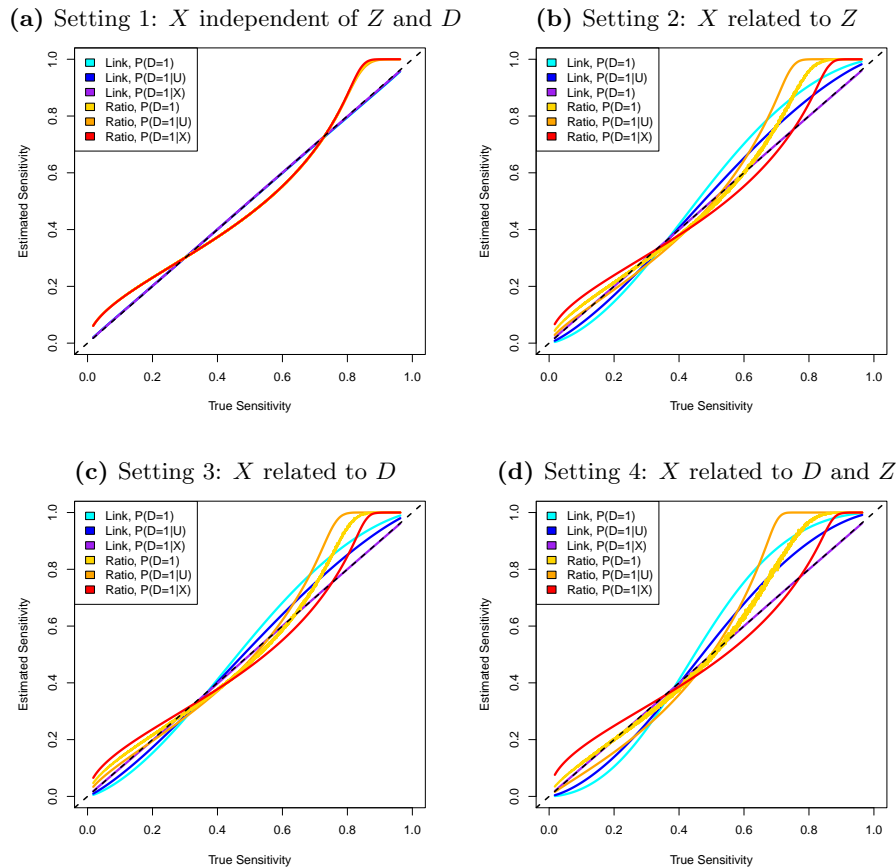 (a) Setting 1: X independent of Z and D
Link, P(D=1)
Link, P(D=1|U)
Link, P(D=1|X)
Ratio, P(D=1)
Ratio, P(D=1|U)
Ratio, P(D=1|X)
Estimated Sensitivity
0.0 0.2 0.4 0.6 0.8 1.0
0.0 0.2 0.4 0.6 0.8 1.0
True Sensitivity
(b) Setting 2: X related to Z
Link, P(D=1)
Link, P(D=1|U)
Link, P(D=1)
Ratio, P(D=1)
Ratio, P(D=1|U)
Ratio, P(D=1|X)
Estimated Sensitivity
0.0 0.2 0.4 0.6 0.8 1.0
0.0 0.2 0.4 0.6 0.8 1.0
True Sensitivity
(c) Setting 3: X related to D
Link, P(D=1)
Link, P(D=1|U)
Link, P(D=1|X)
Ratio, P(D=1)
Ratio, P(D=1|U)
Ratio, P(D=1|X)
Estimated Sensitivity
0.0 0.2 0.4 0.6 0.8 1.0
0.0 0.2 0.4 0.6 0.8 1.0
True Sensitivity
(d) Setting 4: X related to D and Z
Link, P(D=1)
Link, P(D=1|U)
Link, P(D=1|X)
Ratio, P(D=1)
Ratio, P(D=1|U)
Ratio, P(D=1|X)
Estimated Sensitivity
0.0 0.2 0.4 0.6 0.8 1.0
0.0 0.2 0.4 0.6 0.8 1.0
True Sensitivity